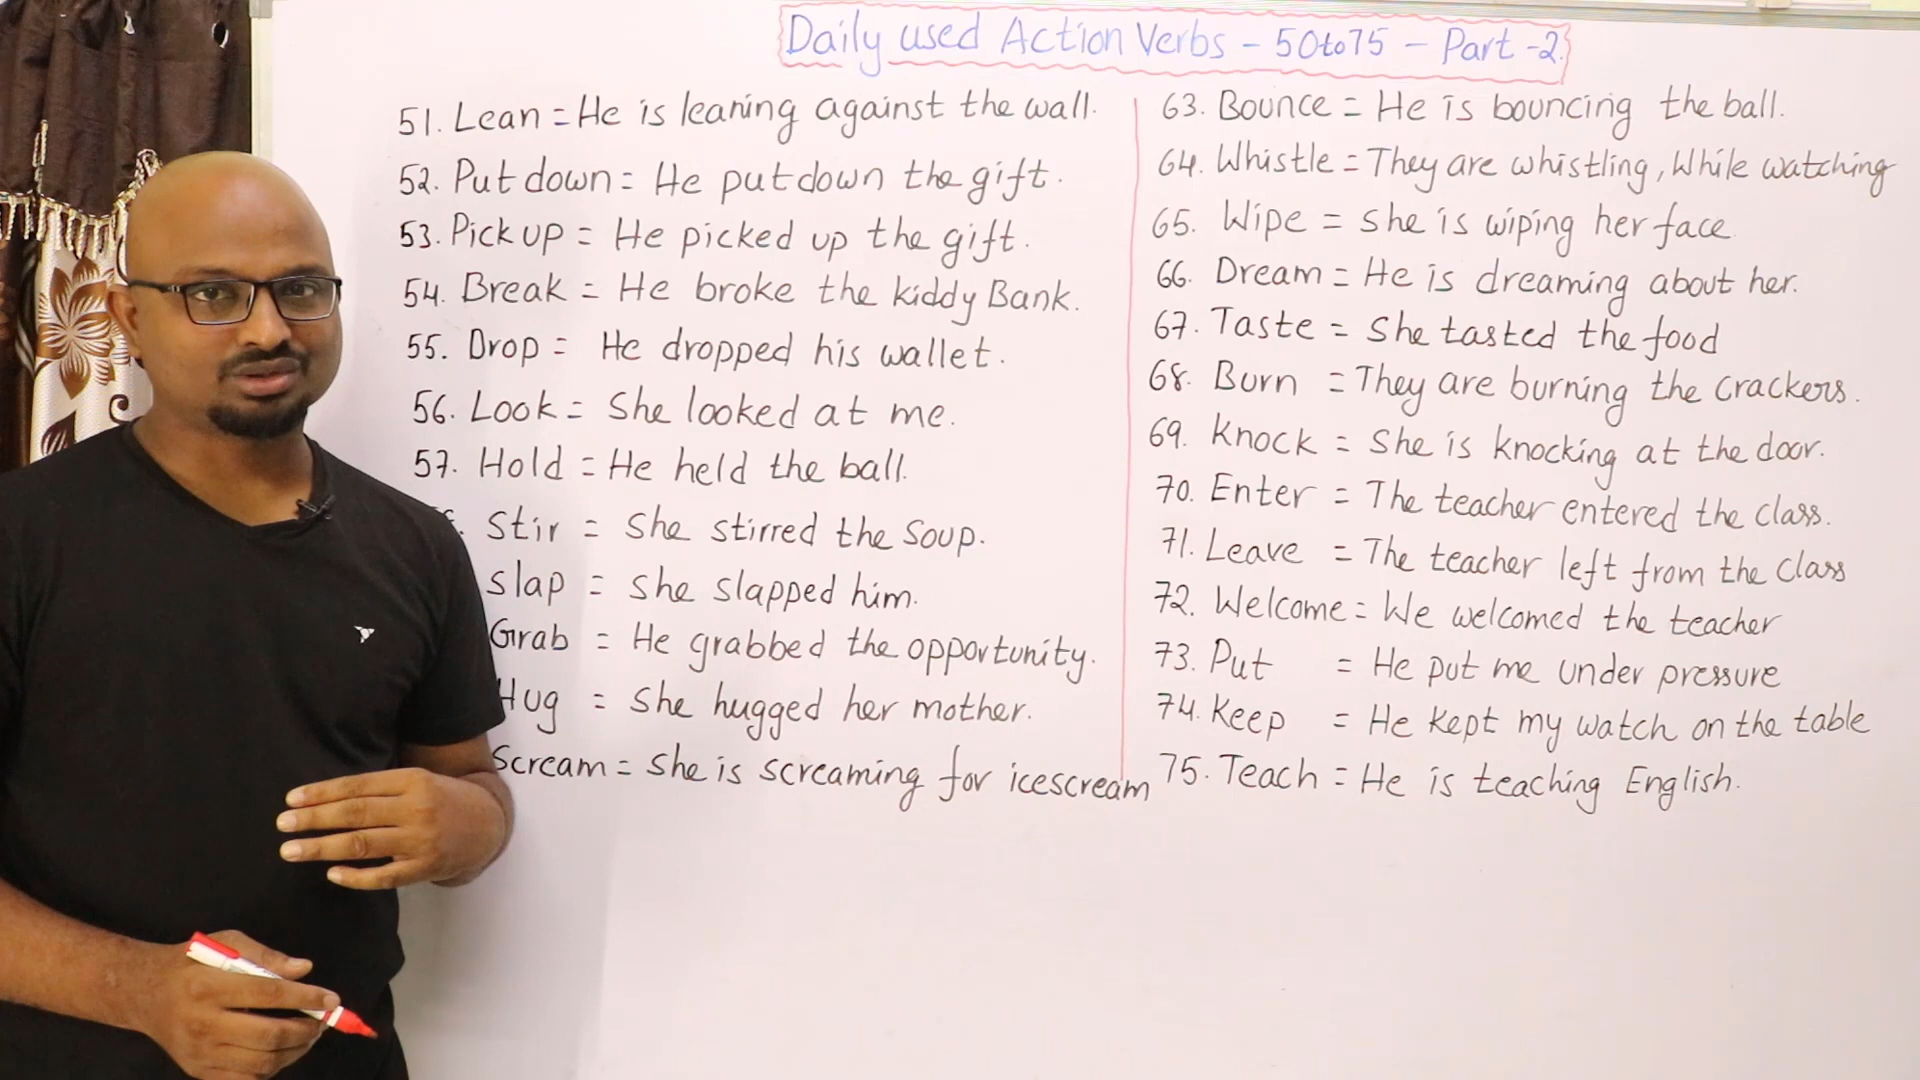 Daily used Action Verbs - 50to75 - Part -2
51. Lean = He is leaning against the wall.
52. Put down = He put down the gift.
53. Pick up = He picked up the gift.
54. Break = He broke the kiddy Bank.
55. Drop = He dropped his wallet.
56. Look = She looked at me.
57. Hold = He held the ball.
Stir = She stirred the Soup.
slap = she slapped him.
Grab = He grabbed the opportunity.
Hug = she hugged her mother.
Scream = she is screaming for icescream
63. Bounce = He is bouncing the ball.
64. Whistle = They are whistling, While watching
65. Wipe = she is wiping her face.
66. Dream = He is dreaming about her.
67. Taste = She tasted the food
68. Burn = They are burning the crackers.
69. Knock = She is knocking at the door.
70. Enter = The teacher entered the class.
71. Leave = The teacher left from the class
72. Welcome = We welcomed the teacher
73. Put = He put me under pressure
74. Keep = He kept my watch on the table
75. Teach = He is teaching English.